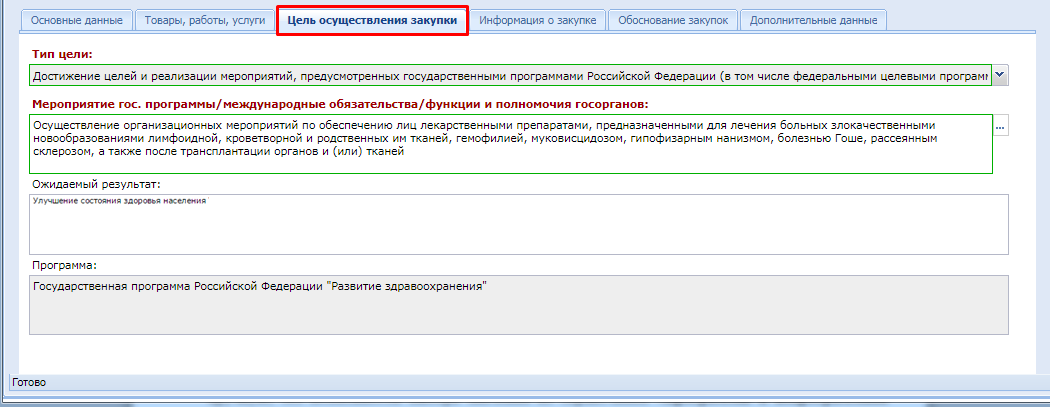 Основные данные Товары, работы, услуги Цель осуществления закупки Информация о закупке Обоснование закупок Дополнительные данные
Тип цели:
Достижение целей и реализации мероприятий, предусмотренных государственными программами Российской Федерации (в том числе федеральными целевыми програм
Мероприятие гос. программы/международные обязательства/функции и полномочия госорганов:
Осуществление организационных мероприятий по обеспечению лиц лекарственными препаратами, предназначенными для лечения больных злокачественными
новообразованиями лимфоидной, кроветворной и родственных им тканей, гемофилией, муковисцидозом, гипофизарным нанизмом, болезнью Гоше, рассеянным
склерозом, а также после трансплантации органов и (или) тканей
...
Ожидаемый результат:
Улучшение состояния здоровья населения
Программа:
Государственная программа Российской Федерации "Развитие здравоохранения"
Готово